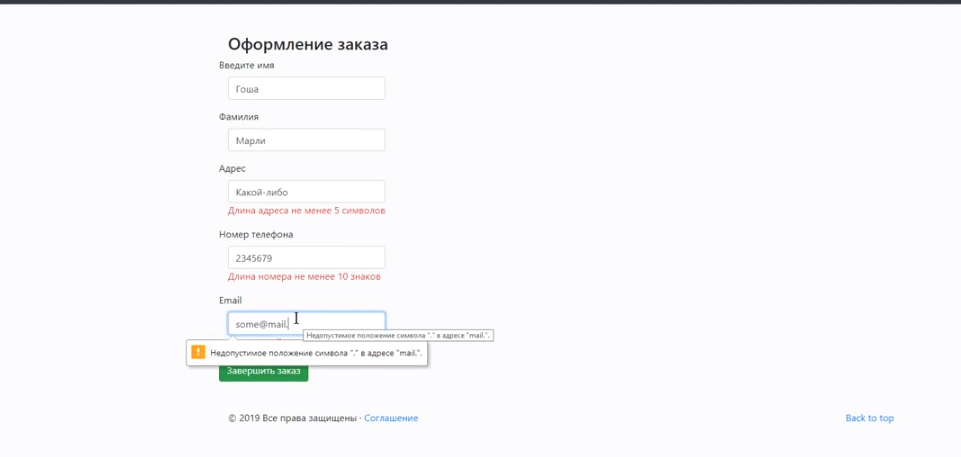 Оформление заказа
Введите имя
Гоша
Фамилия
Марли
Адрес
Какой-либо
Длина адреса не менее 5 символов
Номер телефона
2345679
Длина номера не менее 10 знаков
Email
some@mail.
Недопустимое положение символа "." в адресе "mail.".
Недопустимое положение символа "." в адресе "mail.".
Завершить заказ
© 2019 Все права защищены · Соглашение
Back to top